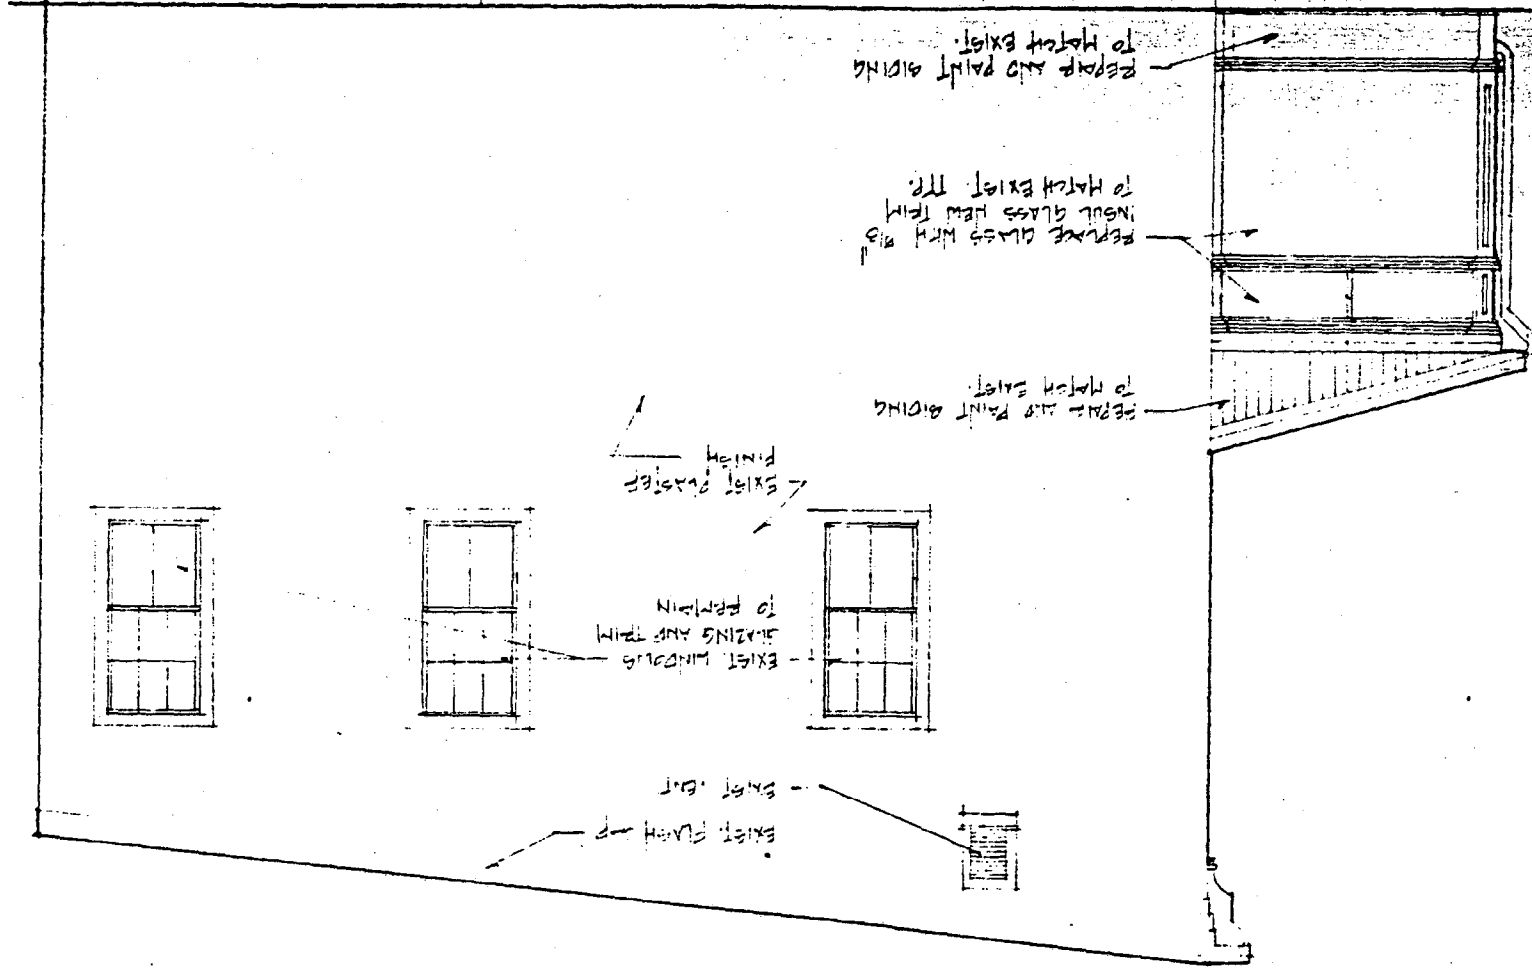 EXIST. FLASH
EXIST. VENT
EXIST. WINDOWS
GLAZING AND TRIM
TO REMAIN
EXIST PLASTER
FINISH
REPAIR AND PAINT SIDING
TO MATCH EXIST.
REPLACE GLASS WITH
INSUL GLASS NEW TRIM
TO MATCH EXIST. TYP.
REPAIR AND PAINT SIDING
TO MATCH EXIST.